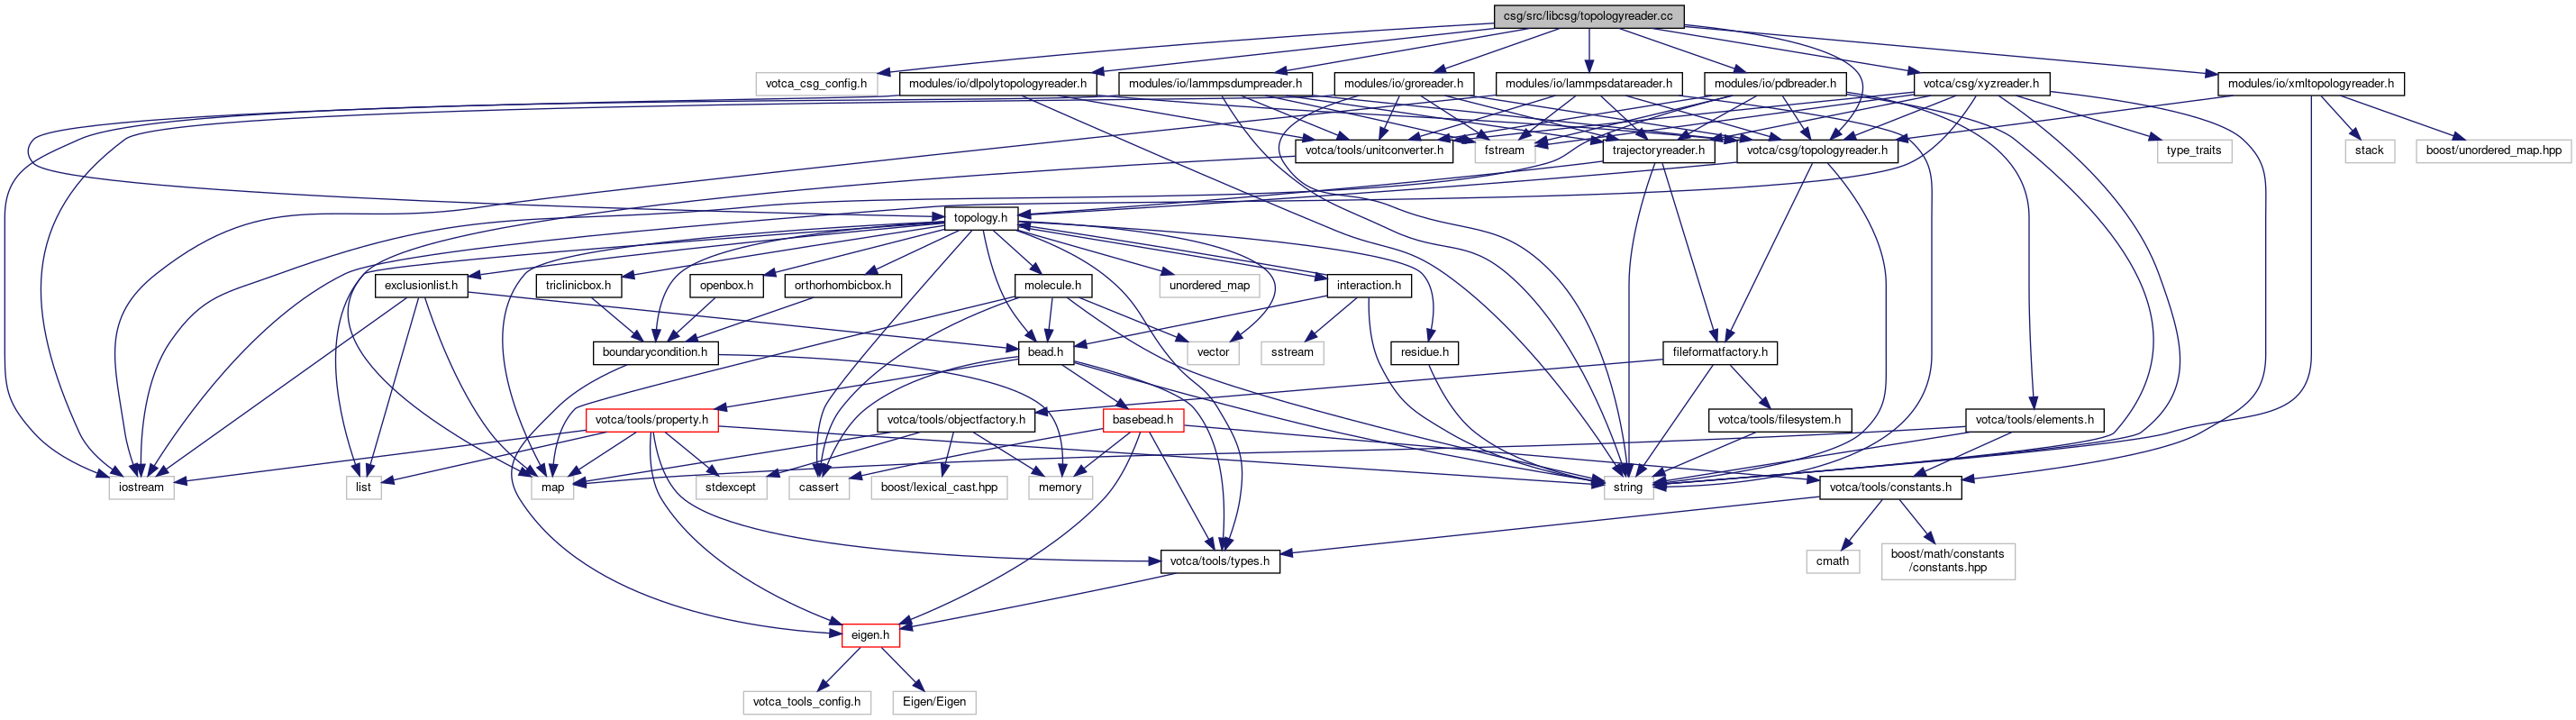 csg/src/libcsg/topologyreader.cc
votca_csg_config.h
modules/io/dlpolytopologyreader.h
modules/io/lammpsdumpreader.h
modules/io/groreader.h
modules/io/lammpsdatareader.h
modules/io/pdbreader.h
votca/csg/xyzreader.h
modules/io/xmltopologyreader.h
votca/tools/unitconverter.h
fstream
trajectoryreader.h
votca/csg/topologyreader.h
type_traits
stack
boost/unordered_map.hpp
topology.h
exclusionlist.h
triclinicbox.h
openbox.h
orthorhombicbox.h
molecule.h
unordered_map
interaction.h
boundarycondition.h
bead.h
vector
sstream
residue.h
fileformatfactory.h
votca/tools/property.h
votca/tools/objectfactory.h
basebead.h
votca/tools/filesystem.h
votca/tools/elements.h
iostream
list
map
stdexcept
cassert
boost/lexical_cast.hpp
memory
string
votca/tools/constants.h
votca/tools/types.h
cmath
boost/math/constants
/constants.hpp
eigen.h
votca_tools_config.h
Eigen/Eigen